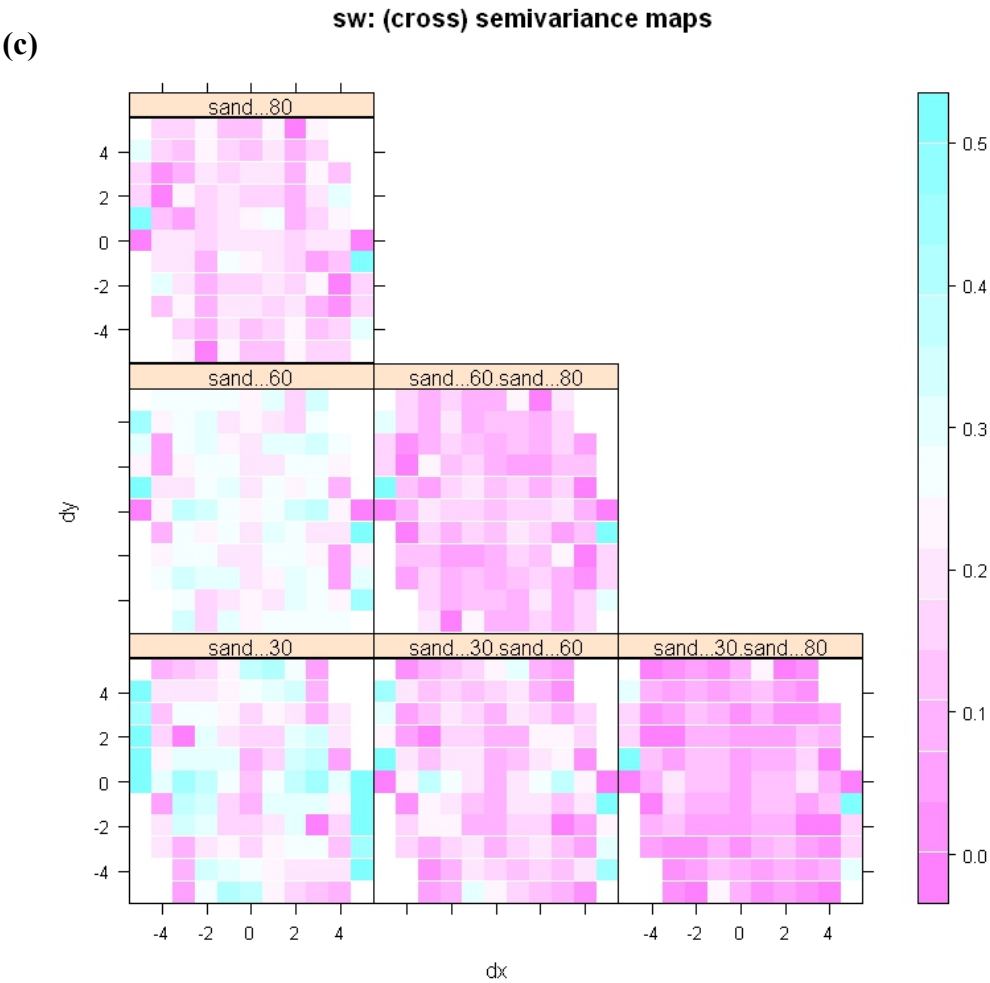 sw: (cross) semivariance maps
(c)
sand...80
4
2
0
-2
-4
sand...60
sand...60.sand...80
dy
sand...30
sand...30.sand...60
sand...30.sand...80
4
2
0
-2
-4
-4 -2 0 2 4
-4 -2 0 2 4
dx
0.5
0.4
0.3
0.2
0.1
0.0